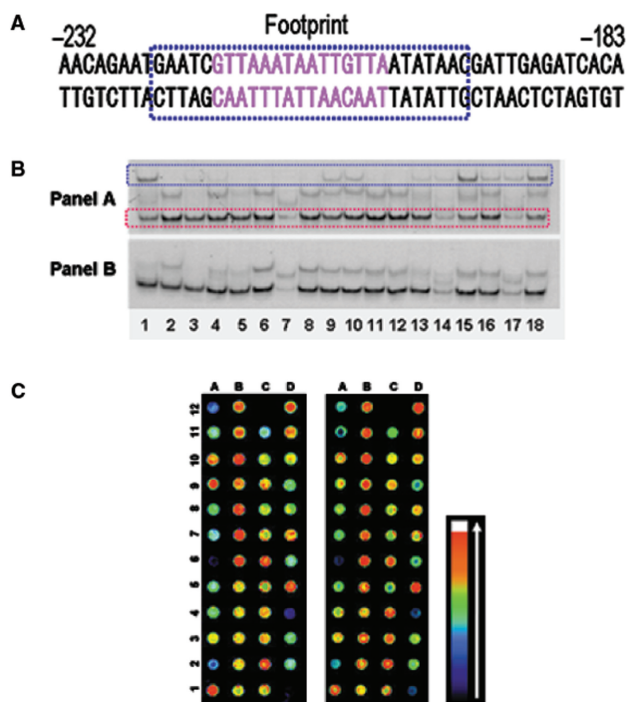 A
Footprint
–232 –183
AACAGAATGAATCGTTAAATAATTGTTAATATAACGATTGAGATCACA
TTGTCTTACTTAGCAATTTATTAACAATTATATTGCTAACTCTAGTGT
B
Panel A
Panel B
1 2 3 4 5 6 7 8 9 10 11 12 13 14 15 16 17 18
C
A B C D A B C D
12
11
10
9
8
7
6
5
4
3
2
1